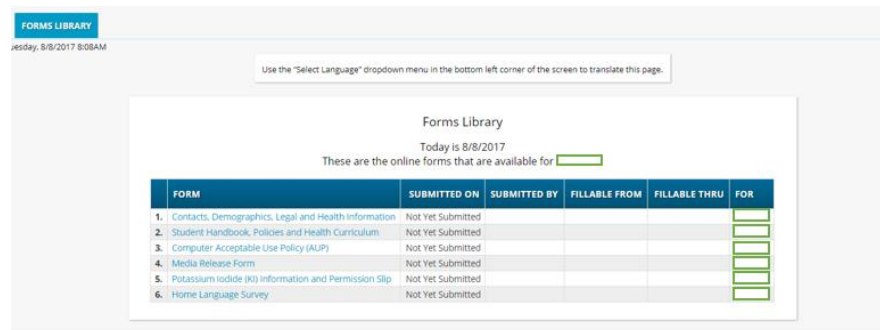 FORMS LIBRARY
uesday, 8/8/2017 8:08AM
Use the "Select Language" dropdown menu in the bottom left corner of the screen to translate this page.
Forms Library
Today is 8/8/2017
These are the online forms that are available for
FORM SUBMITTED ON SUBMITTED BY FILLABLE FROM FILLABLE THRU FOR
1. Contacts, Demographics, Legal and Health Information Not Yet Submitted
2. Student Handbook, Policies and Health Curriculum Not Yet Submitted
3. Computer Acceptable Use Policy (AUP) Not Yet Submitted
4. Media Release Form Not Yet Submitted
5. Potassium Iodide (KI) Information and Permission Slip Not Yet Submitted
6. Home Language Survey Not Yet Submitted